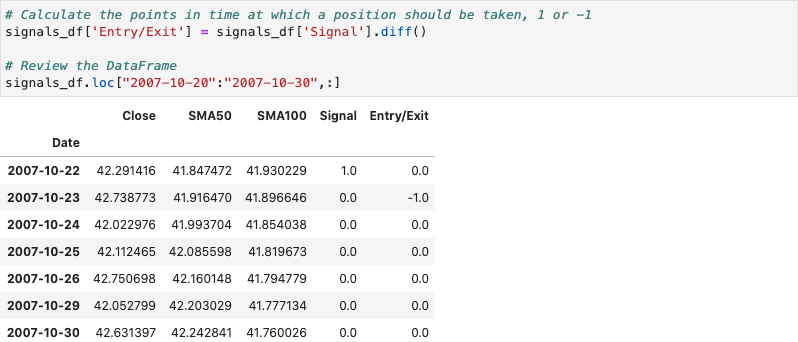 # Calculate the points in time at which a position should be taken, 1 or −1
signals_df['Entry/Exit'] = signals_df['Signal'].diff()
# Review the DataFrame
signals_df.loc["2007−10−20":"2007−10−30",:]
Close SMA50 SMA100 Signal Entry/Exit
Date
2007-10-22 42.291416 41.847472 41.930229 1.0 0.0
2007-10-23 42.738773 41.916470 41.896646 0.0 -1.0
2007-10-24 42.022976 41.993704 41.854038 0.0 0.0
2007-10-25 42.112465 42.085598 41.819673 0.0 0.0
2007-10-26 42.750698 42.160148 41.794779 0.0 0.0
2007-10-29 42.052799 42.203029 41.777134 0.0 0.0
2007-10-30 42.631397 42.242841 41.760026 0.0 0.0